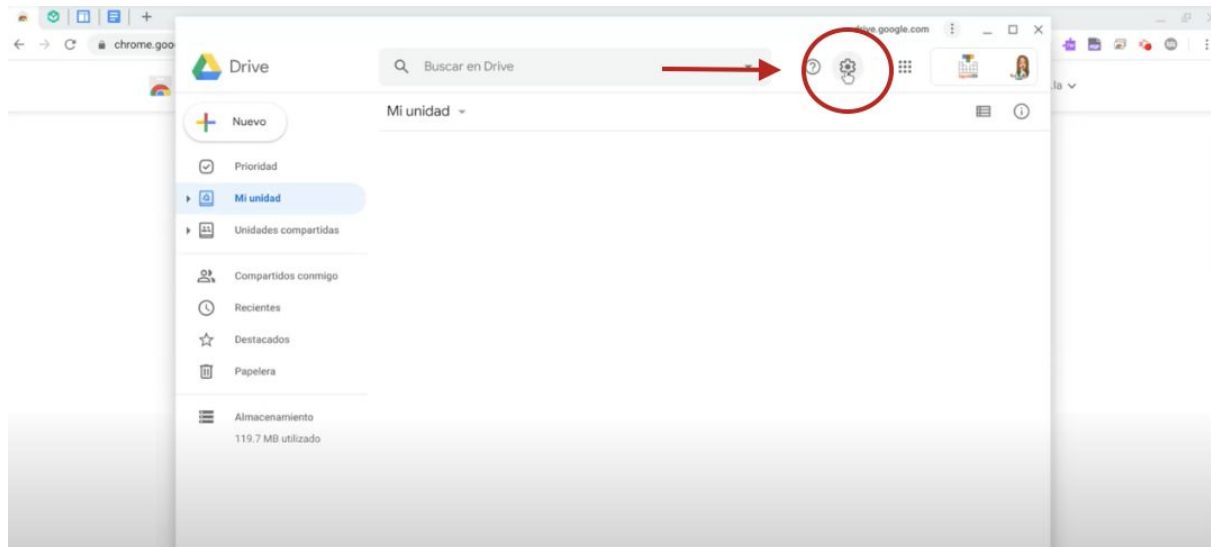 drive.google.com
chrome.goo
Drive
Buscar en Drive
Mi unidad
Nuevo
Prioridad
Mi unidad
Unidades compartidas
Compartidos conmigo
Recientes
Destacados
Papelera
Almacenamiento
119.7 MB utilizado